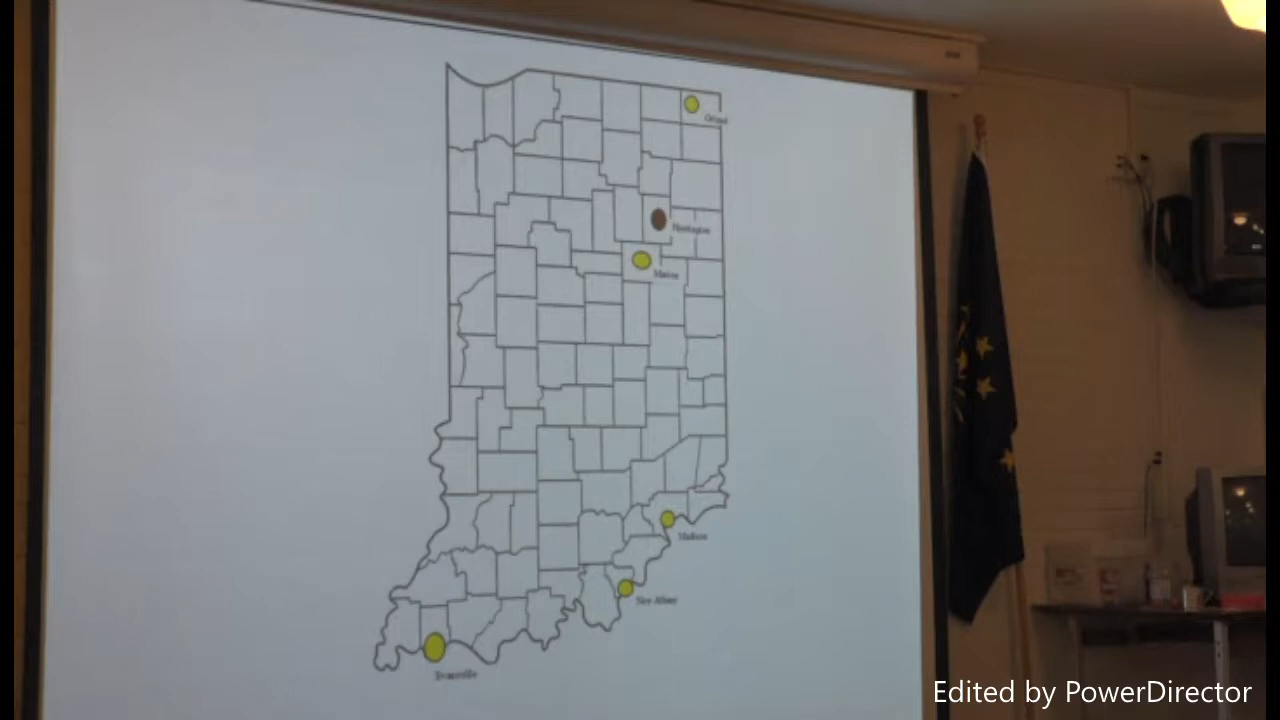 Orland
Huntington
Marion
Madison
New Albany
Evansville
Edited by PowerDirector